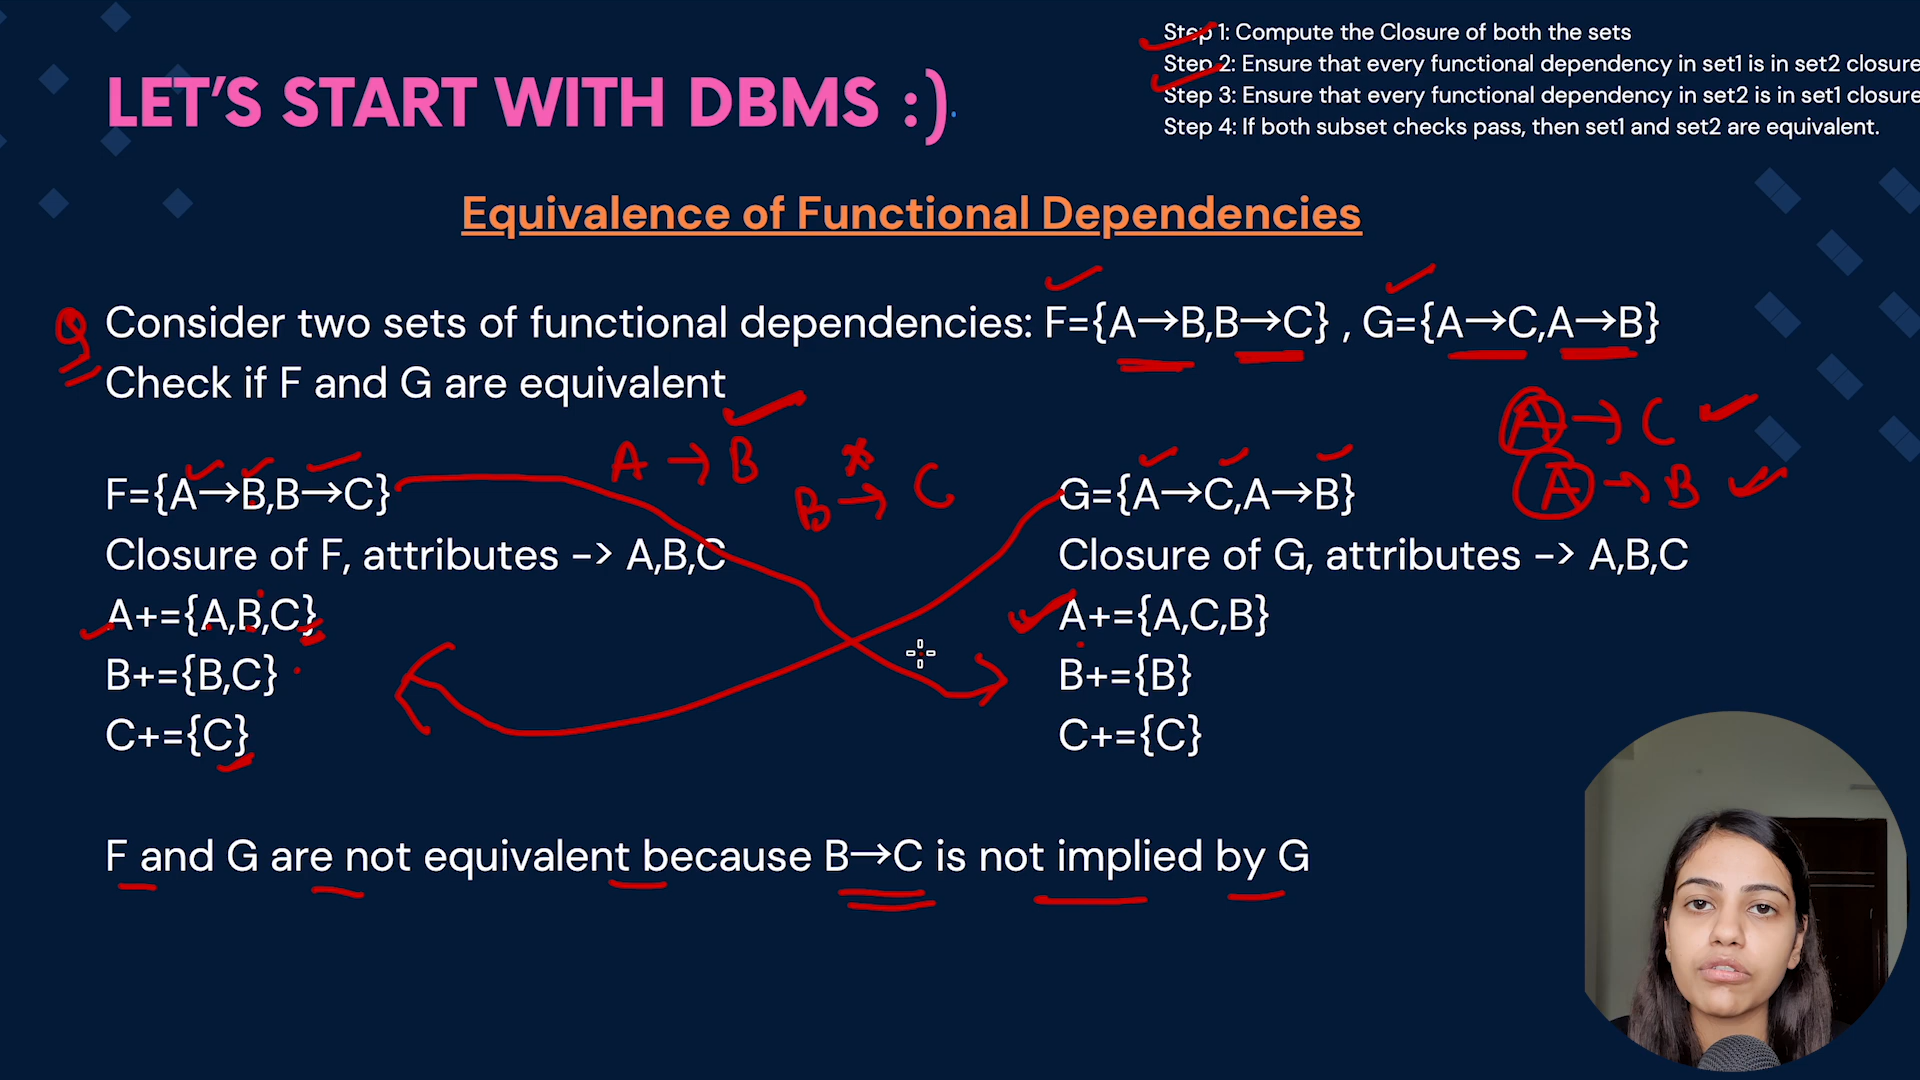 Step 1: Compute the Closure of both the sets
Step 2: Ensure that every functional dependency in set1 is in set2 closure
Step 3: Ensure that every functional dependency in set2 is in set1 closure
Step 4: If both subset checks pass, then set1 and set2 are equivalent.
LET'S START WITH DBMS :)
Equivalence of Functional Dependencies
Q
Consider two sets of functional dependencies: F={A→B,B→C} , G={A→C,A→B}
Check if F and G are equivalent
A → C
A → B
A → B
B → C
F={A→B,B→C}
Closure of F, attributes -> A,B,C
A+={A,B,C}
B+={B,C}
C+={C}
G={A→C,A→B}
Closure of G, attributes -> A,B,C
A+={A,C,B}
B+={B}
C+={C}
F and G are not equivalent because B→C is not implied by G